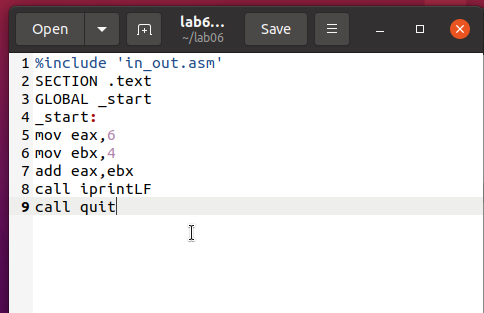 Open
lab6...
~/lab06
Save
1 %include 'in_out.asm'
2 SECTION .text
3 GLOBAL _start
4 _start:
5 mov eax,6
6 mov ebx,4
7 add eax,ebx
8 call iprintLF
9 call quit